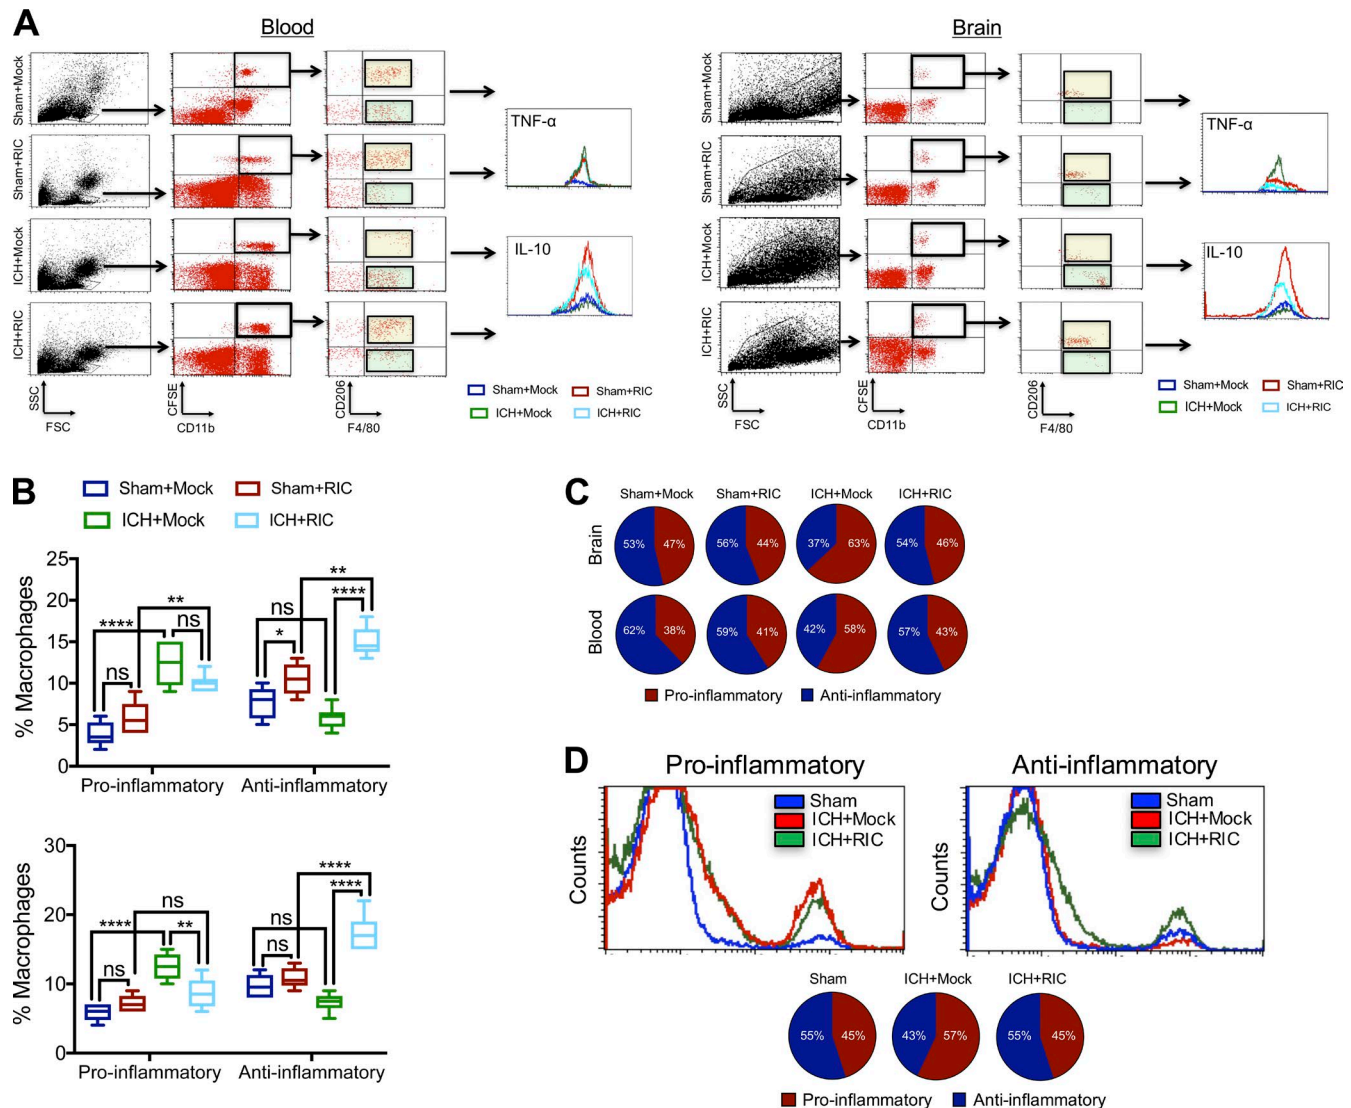 A
Blood
Brain
Sham+Mock
Sham+RIC
ICH+Mock
ICH+RIC
SSC
FSC
CFSE
CD11b
CD206
F4/80
TNF-α
IL-10
Sham+Mock
Sham+RIC
ICH+Mock
ICH+RIC
Sham+Mock
Sham+RIC
ICH+Mock
ICH+RIC
SSC
FSC
CFSE
CD11b
CD206
F4/80
TNF-α
IL-10
Sham+Mock
Sham+RIC
ICH+Mock
ICH+RIC
B
Sham+Mock
Sham+RIC
ICH+Mock
ICH+RIC
% Macrophages
25
20
15
10
5
0
**** ns ** ns
ns * ** ****
Pro-inflammatory
Anti-inflammatory
% Macrophages
30
20
10
0
**** ns ns **
ns ns **** ****
Pro-inflammatory
Anti-inflammatory
C
Sham+Mock Sham+RIC ICH+Mock ICH+RIC
Brain
53% 47% 56% 44% 37% 63% 54% 46%
Blood
62% 38% 59% 41% 42% 58% 57% 43%
Pro-inflammatory Anti-inflammatory
D
Pro-inflammatory
Counts
Sham
ICH+Mock
ICH+RIC
Anti-inflammatory
Counts
Sham
ICH+Mock
ICH+RIC
Sham ICH+Mock ICH+RIC
55% 45% 43% 57% 55% 45%
Pro-inflammatory Anti-inflammatory